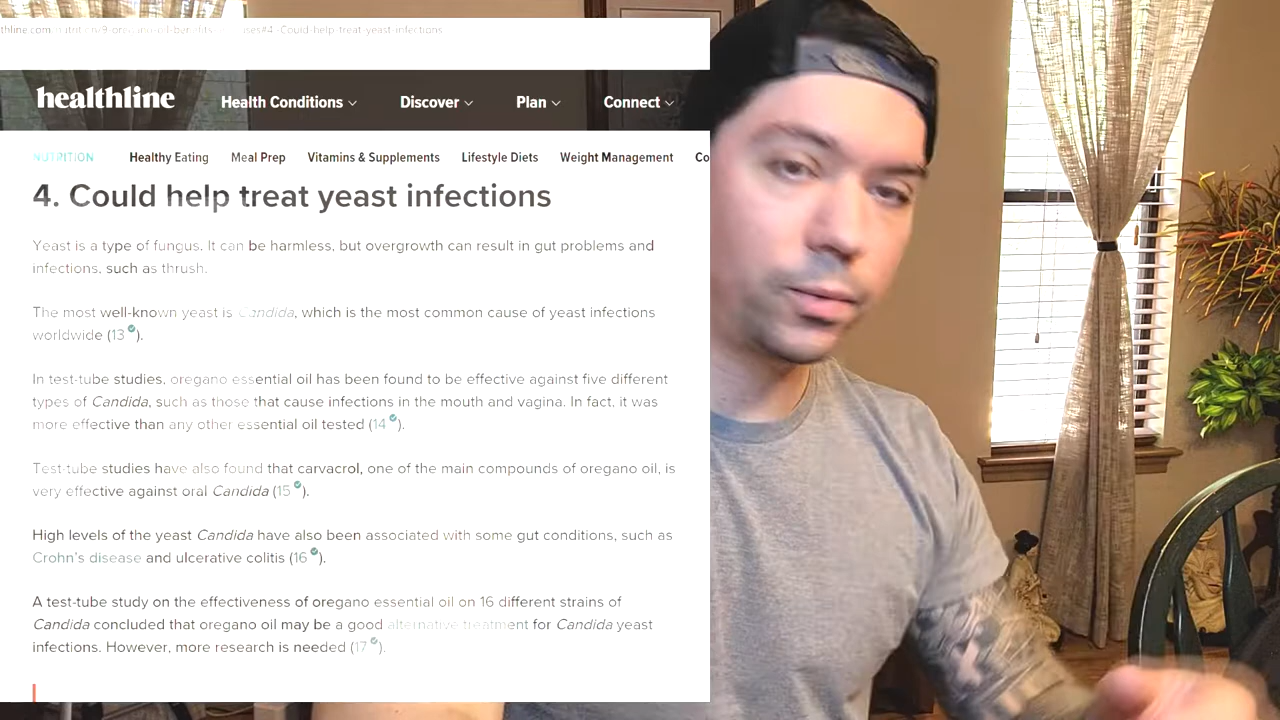 healthline Health Conditions Discover Plan Connect
NUTRITION Healthy Eating Meal Prep Vitamins & Supplements Lifestyle Diets Weight Management Co
4. Could help treat yeast infections
Yeast is a type of fungus. It can be harmless, but overgrowth can result in gut problems and
infections, such as thrush.
The most well-known yeast is Candida, which is the most common cause of yeast infections
worldwide (13).
In test-tube studies, oregano essential oil has been found to be effective against five different
types of Candida, such as those that cause infections in the mouth and vagina. In fact, it was
more effective than any other essential oil tested (14).
Test-tube studies have also found that carvacrol, one of the main compounds of oregano oil, is
very effective against oral Candida (15).
High levels of the yeast Candida have also been associated with some gut conditions, such as
Crohn's disease and ulcerative colitis (16).
A test-tube study on the effectiveness of oregano essential oil on 16 different strains of
Candida concluded that oregano oil may be a good alternative treatment for Candida yeast
infections. However, more research is needed (17).